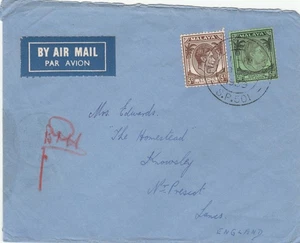 BY AIR MAIL
PAR AVION
MALAYA
MALAYA
Mrs Edwards.
The Homestead
Knowsley
Nr. Prescot
Lancs
ENGLAND